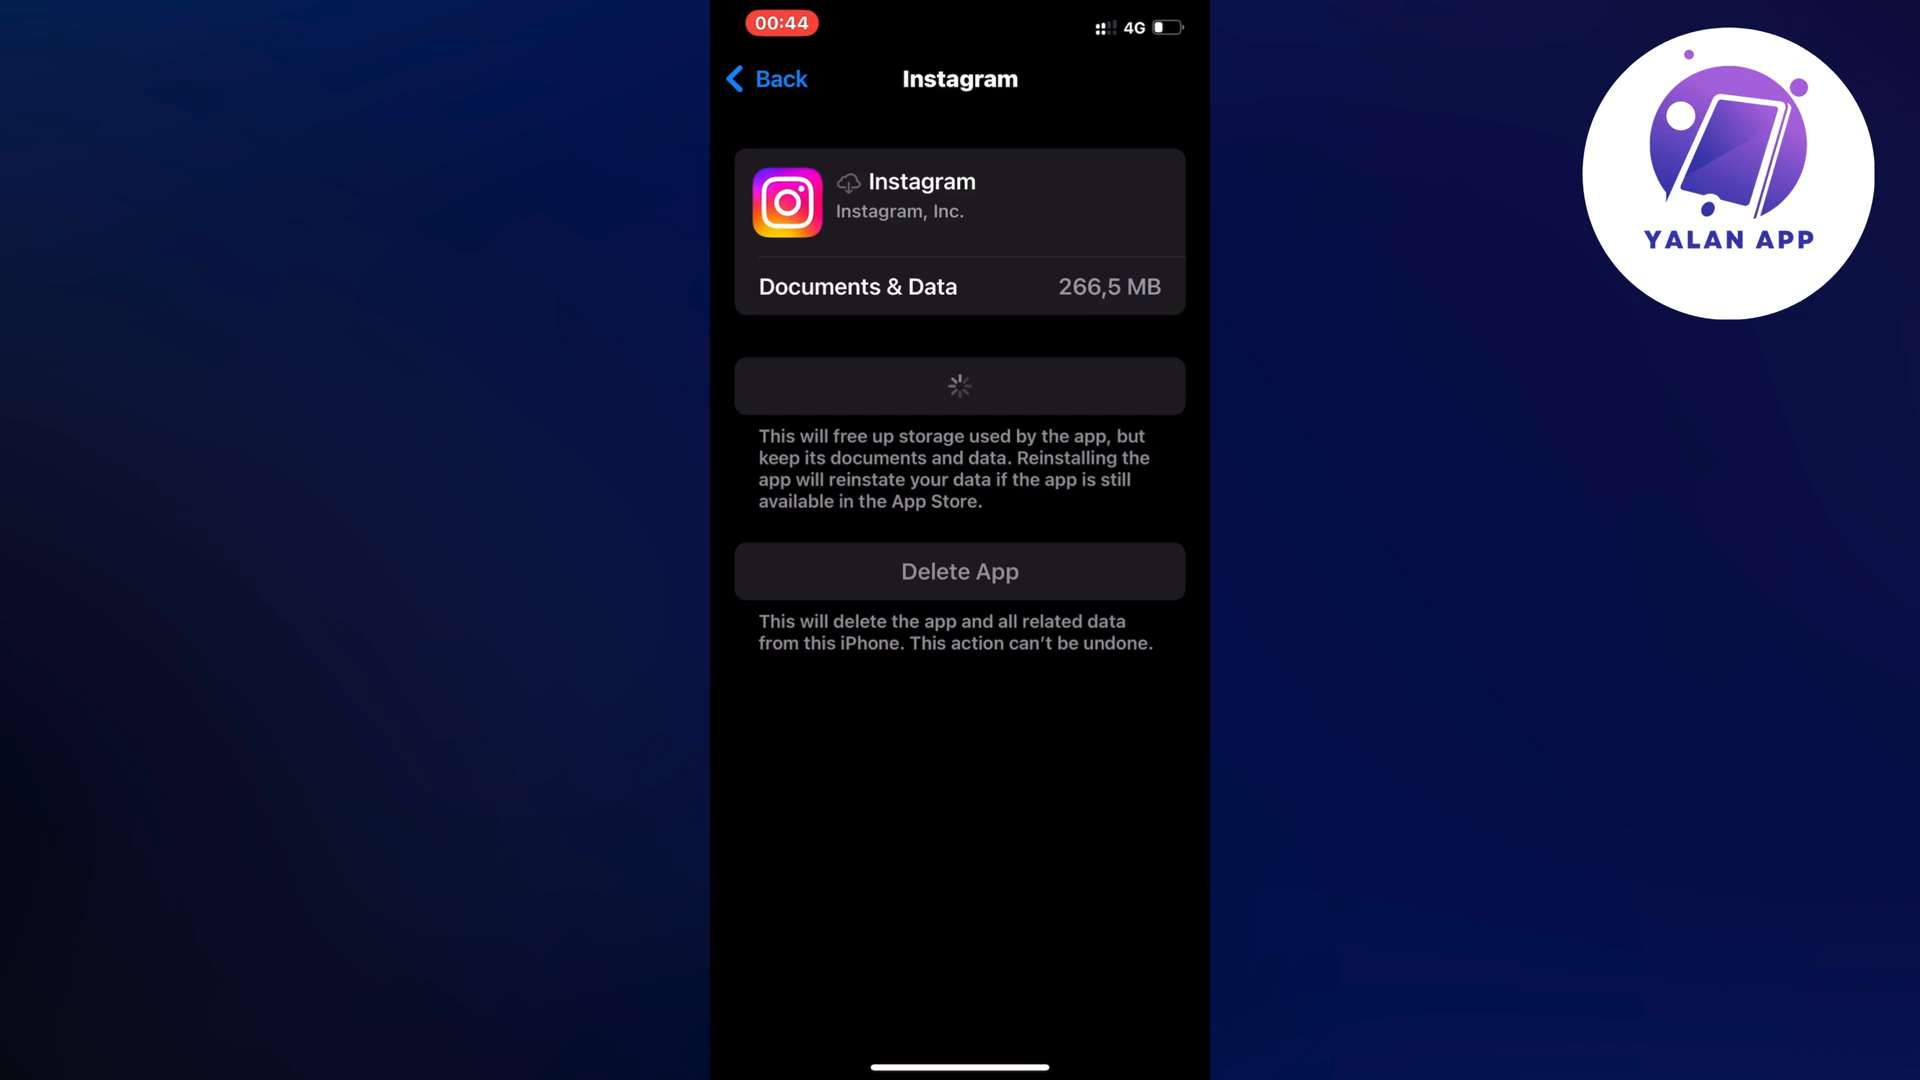 00:44
4G
Back
Instagram
Instagram
Instagram, Inc.
Documents & Data
266,5 MB
This will free up storage used by the app, but
keep its documents and data. Reinstalling the
app will reinstate your data if the app is still
available in the App Store.
Delete App
This will delete the app and all related data
from this iPhone. This action can’t be undone.
YALAN APP